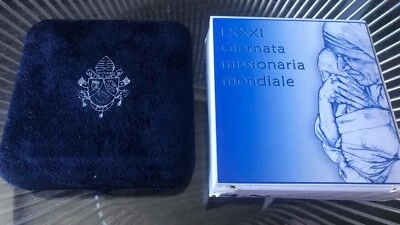 LXXXI
Giornata
missionaria
mondiale